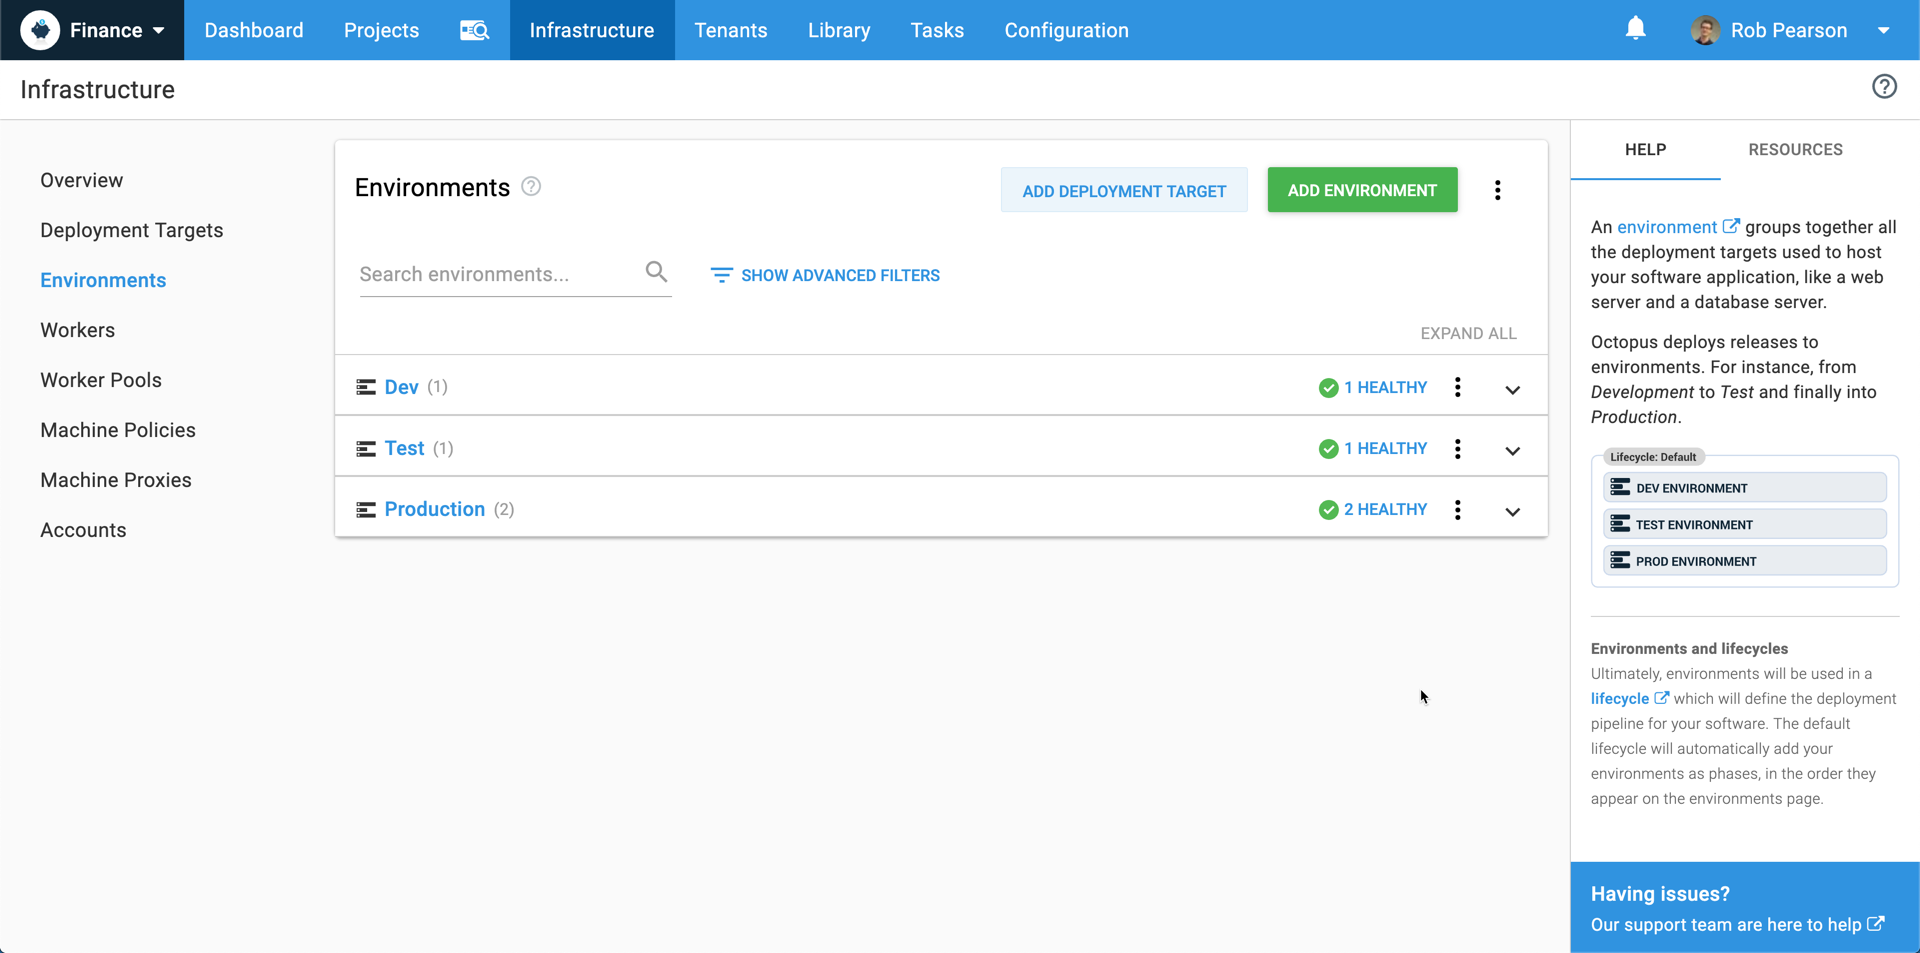 Finance
Dashboard
Projects
Infrastructure
Tenants
Library
Tasks
Configuration
Rob Pearson
Infrastructure
Overview
Deployment Targets
Environments
Workers
Worker Pools
Machine Policies
Machine Proxies
Accounts
Environments
ADD DEPLOYMENT TARGET
ADD ENVIRONMENT
Search environments...
SHOW ADVANCED FILTERS
EXPAND ALL
Dev (1)
1 HEALTHY
Test (1)
1 HEALTHY
Production (2)
2 HEALTHY
HELP
RESOURCES
An environment groups together all
the deployment targets used to host
your software application, like a web
server and a database server.
Octopus deploys releases to
environments. For instance, from
Development to Test and finally into
Production.
Lifecycle: Default
DEV ENVIRONMENT
TEST ENVIRONMENT
PROD ENVIRONMENT
Environments and lifecycles
Ultimately, environments will be used in a
lifecycle which will define the deployment
pipeline for your software. The default
lifecycle will automatically add your
environments as phases, in the order they
appear on the environments page.
Having issues?
Our support team are here to help